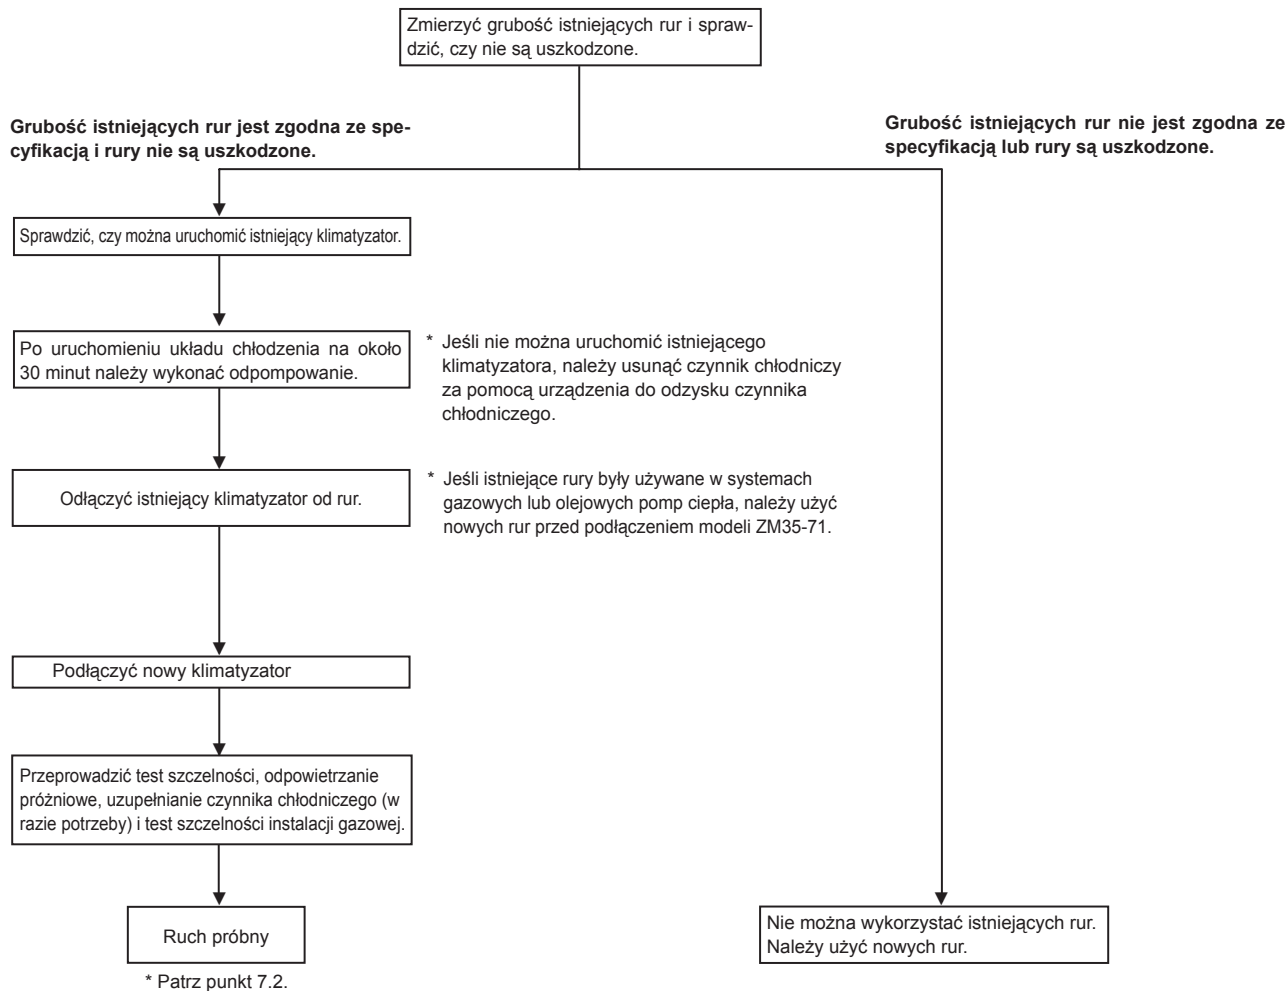 Zmierzyć grubość istniejących rur i spraw-
dzić, czy nie są uszkodzone.
Grubość istniejących rur jest zgodna ze spe-
cyfikacją i rury nie są uszkodzone.
Grubość istniejących rur nie jest zgodna ze
specyfikacją lub rury są uszkodzone.
Sprawdzić, czy można uruchomić istniejący klimatyzator.
Po uruchomieniu układu chłodzenia na około
30 minut należy wykonać odpompowanie.
* Jeśli nie można uruchomić istniejącego
klimatyzatora, należy usunąć czynnik chłodniczy
za pomocą urządzenia do odzysku czynnika
chłodniczego.
Odłączyć istniejący klimatyzator od rur.
* Jeśli istniejące rury były używane w systemach
gazowych lub olejowych pomp ciepła, należy użyć
nowych rur przed podłączeniem modeli ZM35-71.
Podłączyć nowy klimatyzator
Przeprowadzić test szczelności, odpowietrzanie
próżniowe, uzupełnianie czynnika chłodniczego (w
razie potrzeby) i test szczelności instalacji gazowej.
Ruch próbny
* Patrz punkt 7.2.
Nie można wykorzystać istniejących rur.
Należy użyć nowych rur.